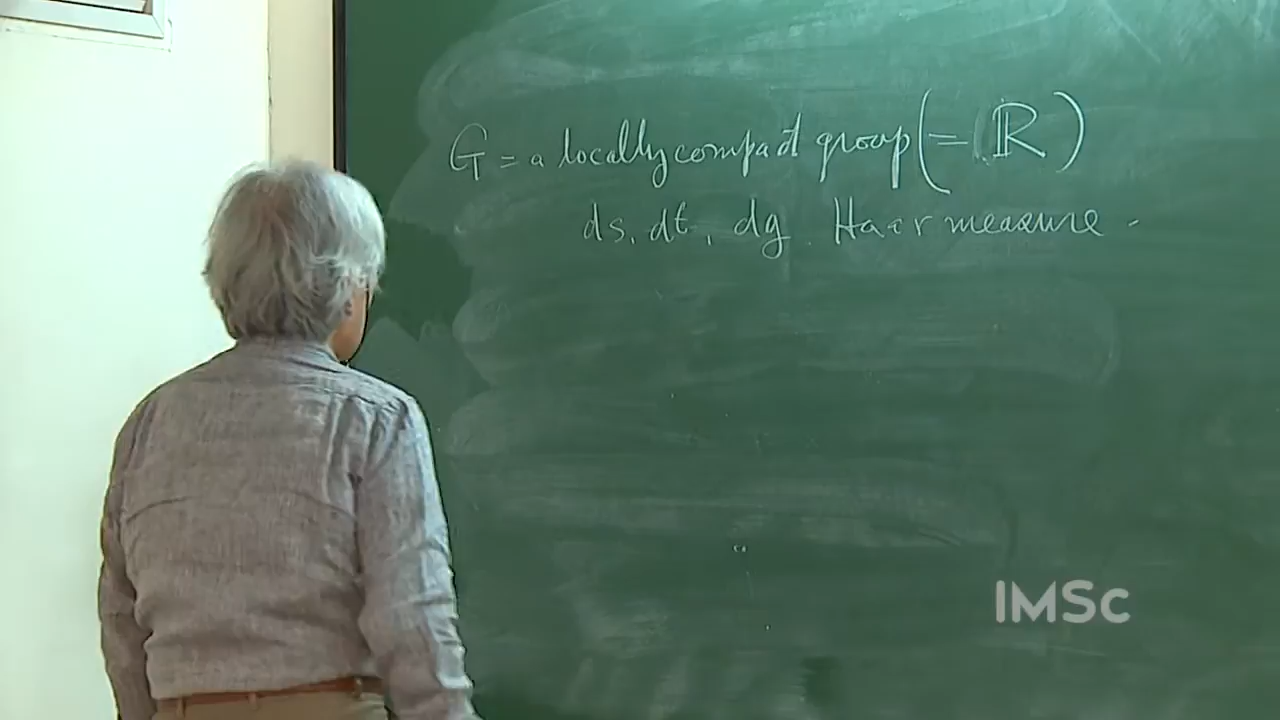 G = a locally compact group (= ℝ)
ds, dt, dg. Haar measure.
IMSc